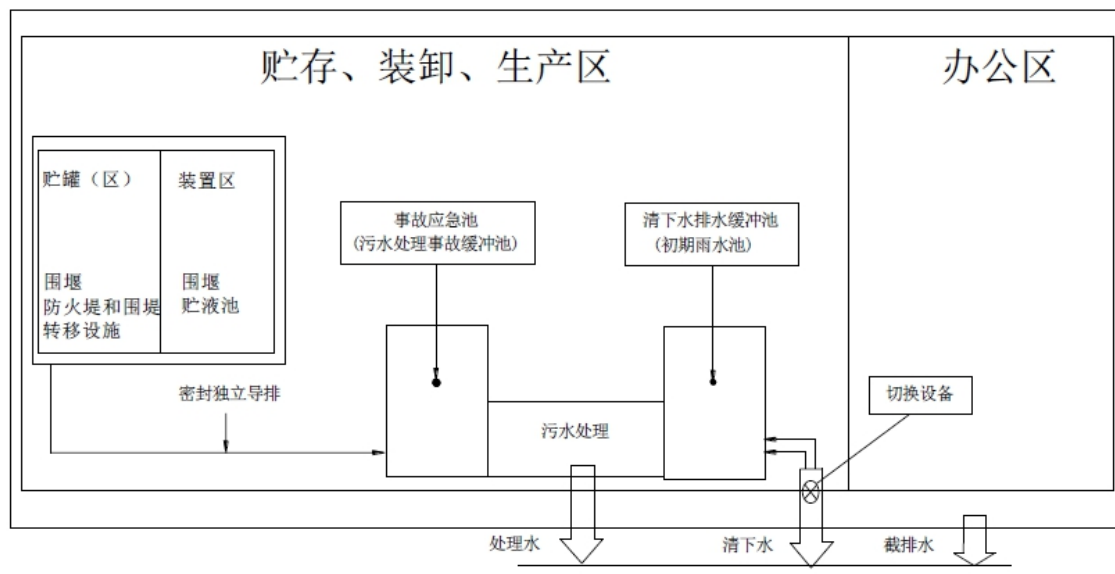 贮存、装卸、生产区
办公区
贮罐（区）
装置区
围堰
防火堤和围堤
转移设施
围堰
贮液池
事故应急池
(污水处理事故缓冲池)
清下水排水缓冲池
(初期雨水池)
密封独立导排
污水处理
切换设备
处理水
清下水
截排水